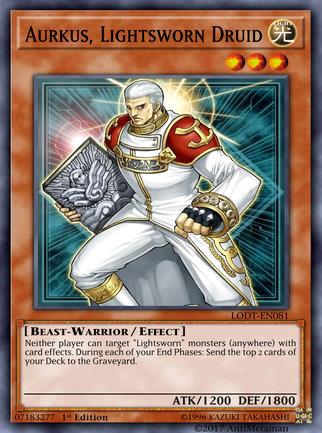 Aurkus, Lightsworn Druid
LIGHT
光
LODT-EN081
[Beast-Warrior / Effect]
Neither player can target "Lightsworn" monsters (anywhere) with
card effects. During each of your End Phases: Send the top 2 cards of
your Deck to the Graveyard.
ATK/1200 DEF/1800
07183277 1st Edition ©1996 KAZUKI TAKAHASHI
©2017 AntiMetaman